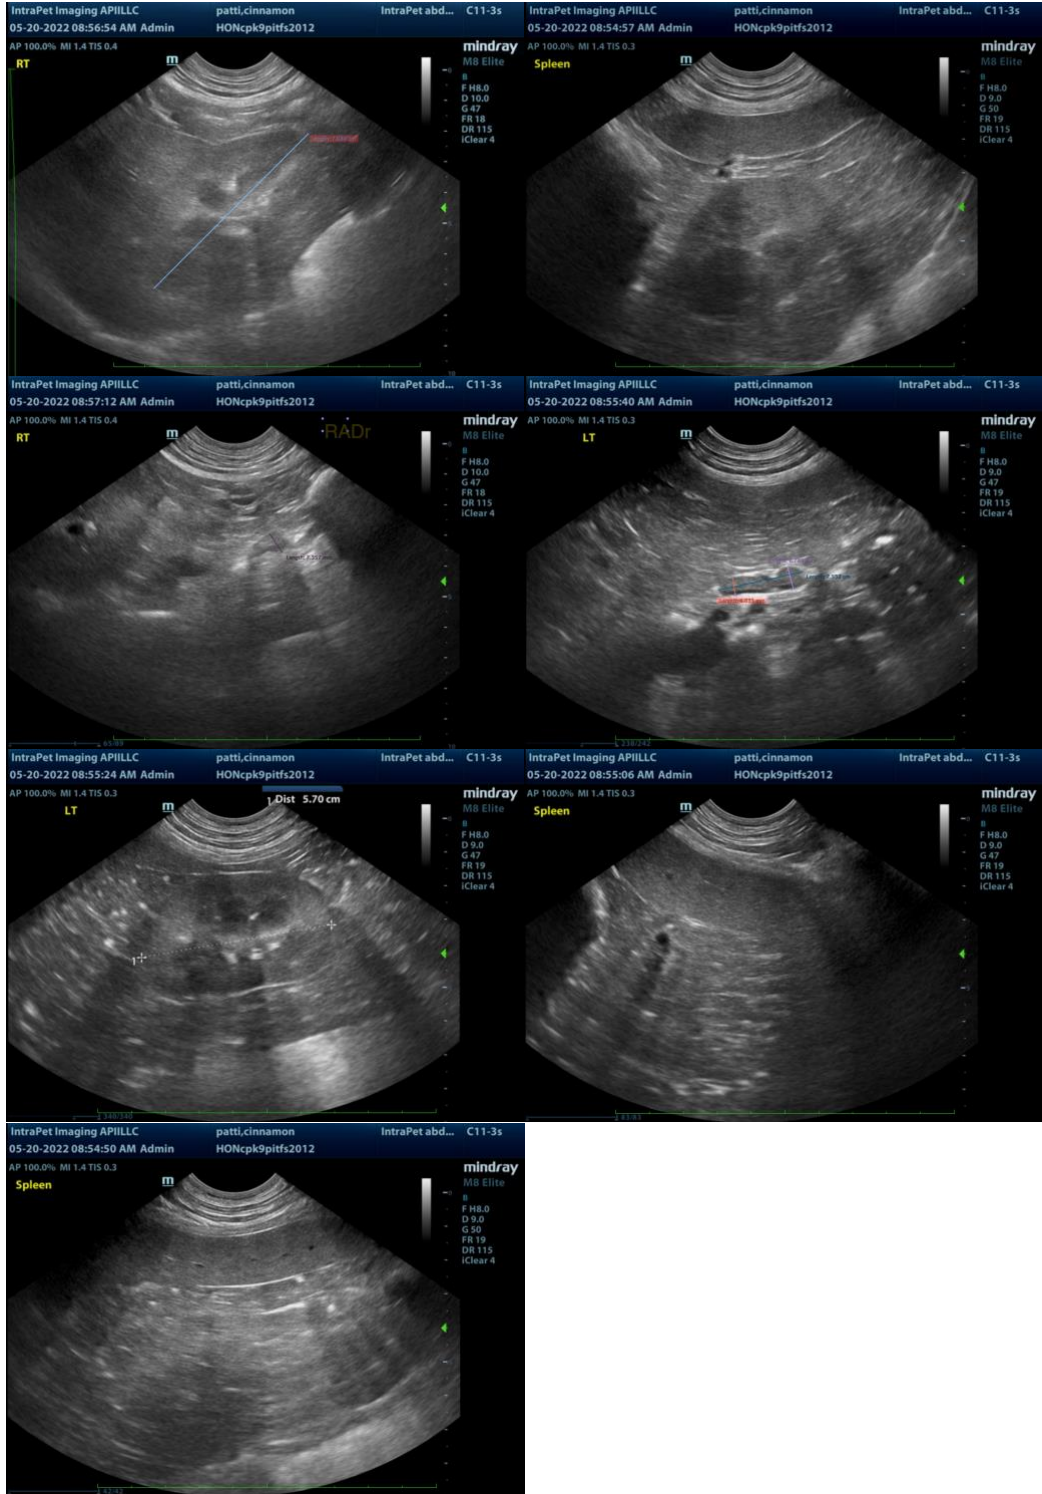 IntraPet Imaging APIILLC patti,cinnamon IntraPet abd... C11-3s
05-20-2022 08:56:54 AM Admin HONcpk9pitfs2012
AP 100.0% MI 1.4 TIS 0.4 m mindray
RT M8 Elite
B
F H8.0
D 10.0
G 47
FR 18
DR 115
iClear 4
IntraPet Imaging APIILLC patti,cinnamon IntraPet abd... C11-3s
05-20-2022 08:54:57 AM Admin HONcpk9pitfs2012
AP 100.0% MI 1.4 TIS 0.3 m mindray
Spleen M8 Elite
B
F H8.0
D 9.0
G 50
FR 19
DR 115
iClear 4
IntraPet Imaging APIILLC patti,cinnamon IntraPet abd... C11-3s
05-20-2022 08:57:12 AM Admin HONcpk9pitfs2012
AP 100.0% MI 1.4 TIS 0.4 m RADr mindray
RT M8 Elite
B
F H8.0
D 10.0
G 47
FR 18
DR 115
iClear 4
IntraPet Imaging APIILLC patti,cinnamon IntraPet abd... C11-3s
05-20-2022 08:55:40 AM Admin HONcpk9pitfs2012
AP 100.0% MI 1.4 TIS 0.3 m mindray
LT M8 Elite
B
F H8.0
D 9.0
G 47
FR 19
DR 115
iClear 4
238/242
IntraPet Imaging APIILLC patti,cinnamon IntraPet abd... C11-3s
05-20-2022 08:55:24 AM Admin HONcpk9pitfs2012
AP 100.0% MI 1.4 TIS 0.3 m 1 Dist 5.70 cm mindray
LT M8 Elite
B
F H8.0
D 9.0
G 47
FR 19
DR 115
iClear 4
1
340/340
IntraPet Imaging APIILLC patti,cinnamon IntraPet abd... C11-3s
05-20-2022 08:55:06 AM Admin HONcpk9pitfs2012
AP 100.0% MI 1.4 TIS 0.3 m mindray
Spleen M8 Elite
B
F H8.0
D 9.0
G 47
FR 19
DR 115
iClear 4
83/83
IntraPet Imaging APIILLC patti,cinnamon IntraPet abd... C11-3s
05-20-2022 08:54:50 AM Admin HONcpk9pitfs2012
AP 100.0% MI 1.4 TIS 0.3 m mindray
Spleen M8 Elite
B
F H8.0
D 9.0
G 50
FR 19
DR 115
iClear 4
42/42